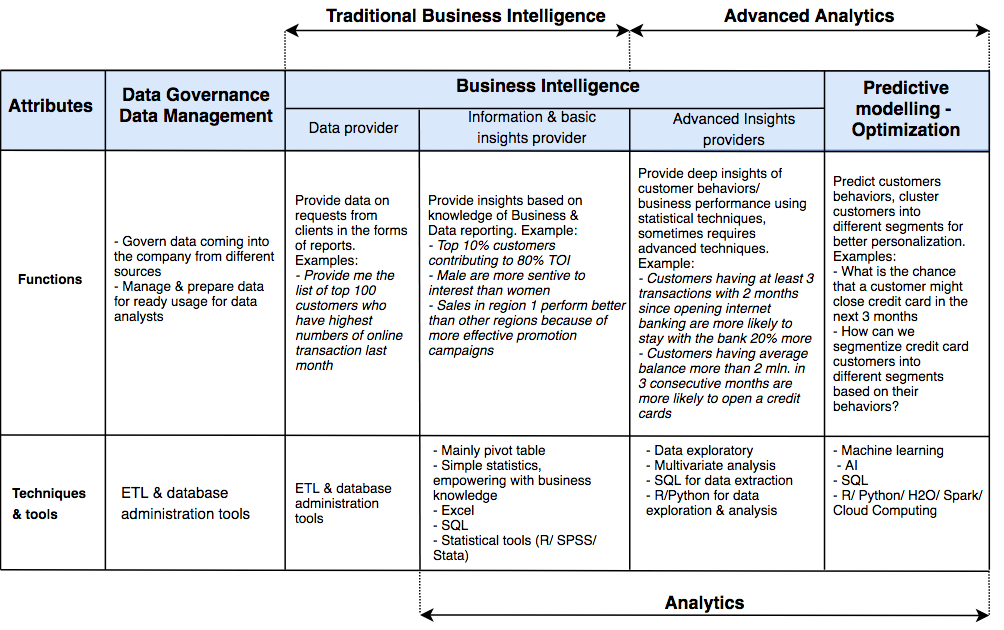 Traditional Business Intelligence
Advanced Analytics
Attributes
Data Governance
Data Management
Business Intelligence
Predictive
modelling -
Optimization
Data provider
Information & basic
insights provider
Advanced Insights
providers
Functions
- Govern data coming into
the company from different
sources
- Manage & prepare data
for ready usage for data
analysts
Provide data on
requests from
clients in the forms
of reports.
Examples:
- Provide me the
list of top 100
customers who
have highest
numbers of online
transaction last
month
Provide insights based on
knowledge of Business &
Data reporting. Example:
- Top 10% customers
contributing to 80% TOI
- Male are more sentive to
interest than women
- Sales in region 1 perform better
than other regions because of
more effective promotion
campaigns
Provide deep insights of
customer behaviors/
business performance using
statistical techniques,
sometimes requires
advanced techniques.
Example:
- Customers having at least 3
transactions with 2 months
since opening internet
banking are more likely to
stay with the bank 20% more
- Customers having average
balance more than 2 mln. in
3 consecutive months are
more likely to open a credit
cards
Predict customers
behaviors, cluster
customers into
different segments for
better personalization.
Examples:
- What is the chance
that a customer might
close credit card in the
next 3 months
- How can we
segmentize credit card
customers into
different segments
based on their
behaviors?
Techniques
& tools
ETL & database
administration tools
ETL & database
administration
tools
- Mainly pivot table
- Simple statistics,
empowering with business
knowledge
- Excel
- SQL
- Statistical tools (R/ SPSS/
Stata)
- Data exploratory
- Multivariate analysis
- SQL for data extraction
- R/Python for data
exploration & analysis
- Machine learning
- AI
- SQL
- R/ Python/ H2O/ Spark/
Cloud Computing
Analytics